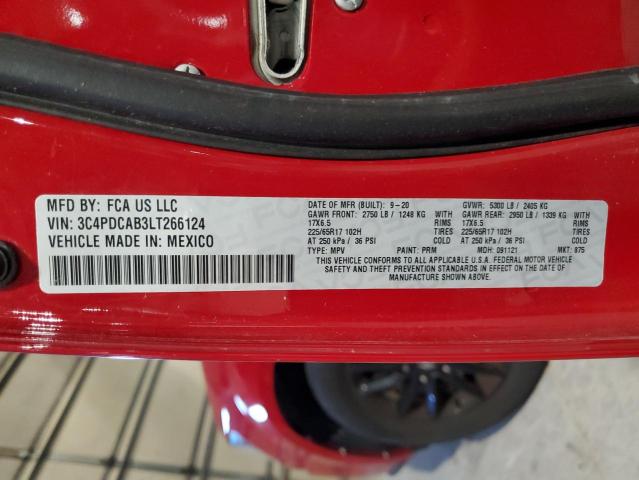 MFD BY: FCA US LLC
VIN: 3C4PDCAB3LT266124
VEHICLE MADE IN: MEXICO
DATE OF MFR (BUILT): 9-20 GVWR: 5300 LB / 2405 KG
GAWR FRONT: 2750 LB / 1248 KG GAWR REAR: 2950 LB / 1339 KG
17X6.5 RIMS 17X6.5 RIMS
225/65R17 102H TIRES 225/65R17 102H TIRES
AT 250 kPa / 36 PSI COLD AT 250 kPa / 36 PSI COLD
TYPE: MPV PAINT: PRM MDH: 091121 MKT: 875
THIS VEHICLE CONFORMS TO ALL APPLICABLE U.S.A. FEDERAL MOTOR VEHICLE
SAFETY AND THEFT PREVENTION STANDARDS IN EFFECT ON THE DATE OF
MANUFACTURE SHOWN ABOVE.